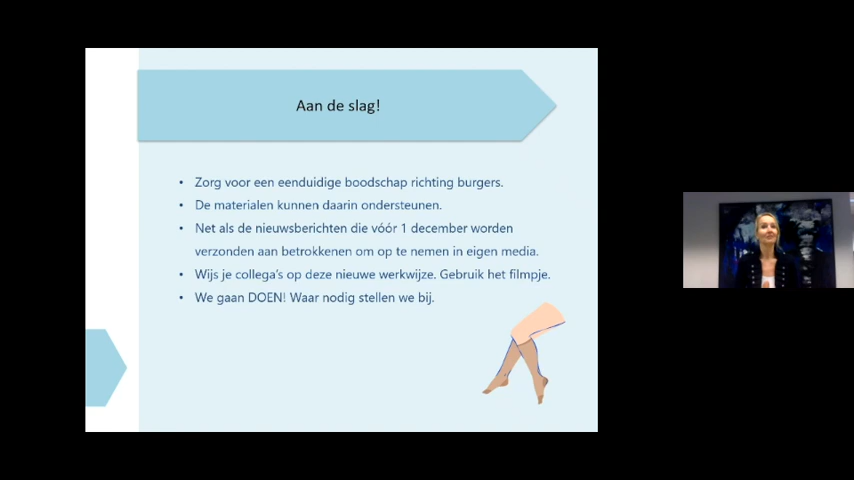 Aan de slag!
• Zorg voor een eenduidige boodschap richting burgers.
• De materialen kunnen daarin ondersteunen.
• Net als de nieuwsberichten die vóór 1 december worden
verzonden aan betrokkenen om op te nemen in eigen media.
• Wijs je collega's op deze nieuwe werkwijze. Gebruik het filmpje.
• We gaan DOEN! Waar nodig stellen we bij.